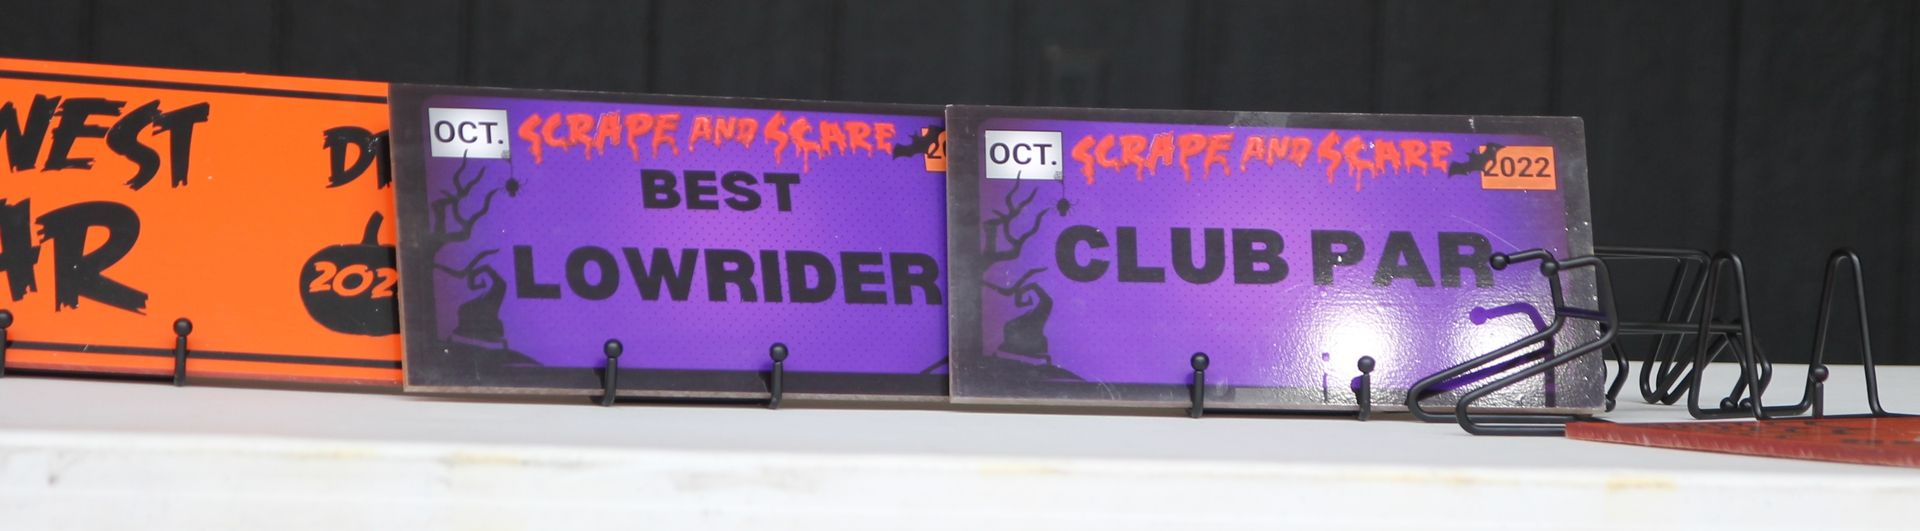 NEST
AR
202
OCT. SCRAPE AND SCARE
BEST
LOWRIDER
OCT. SCRAPE AND SCARE 2022
CLUB PAR